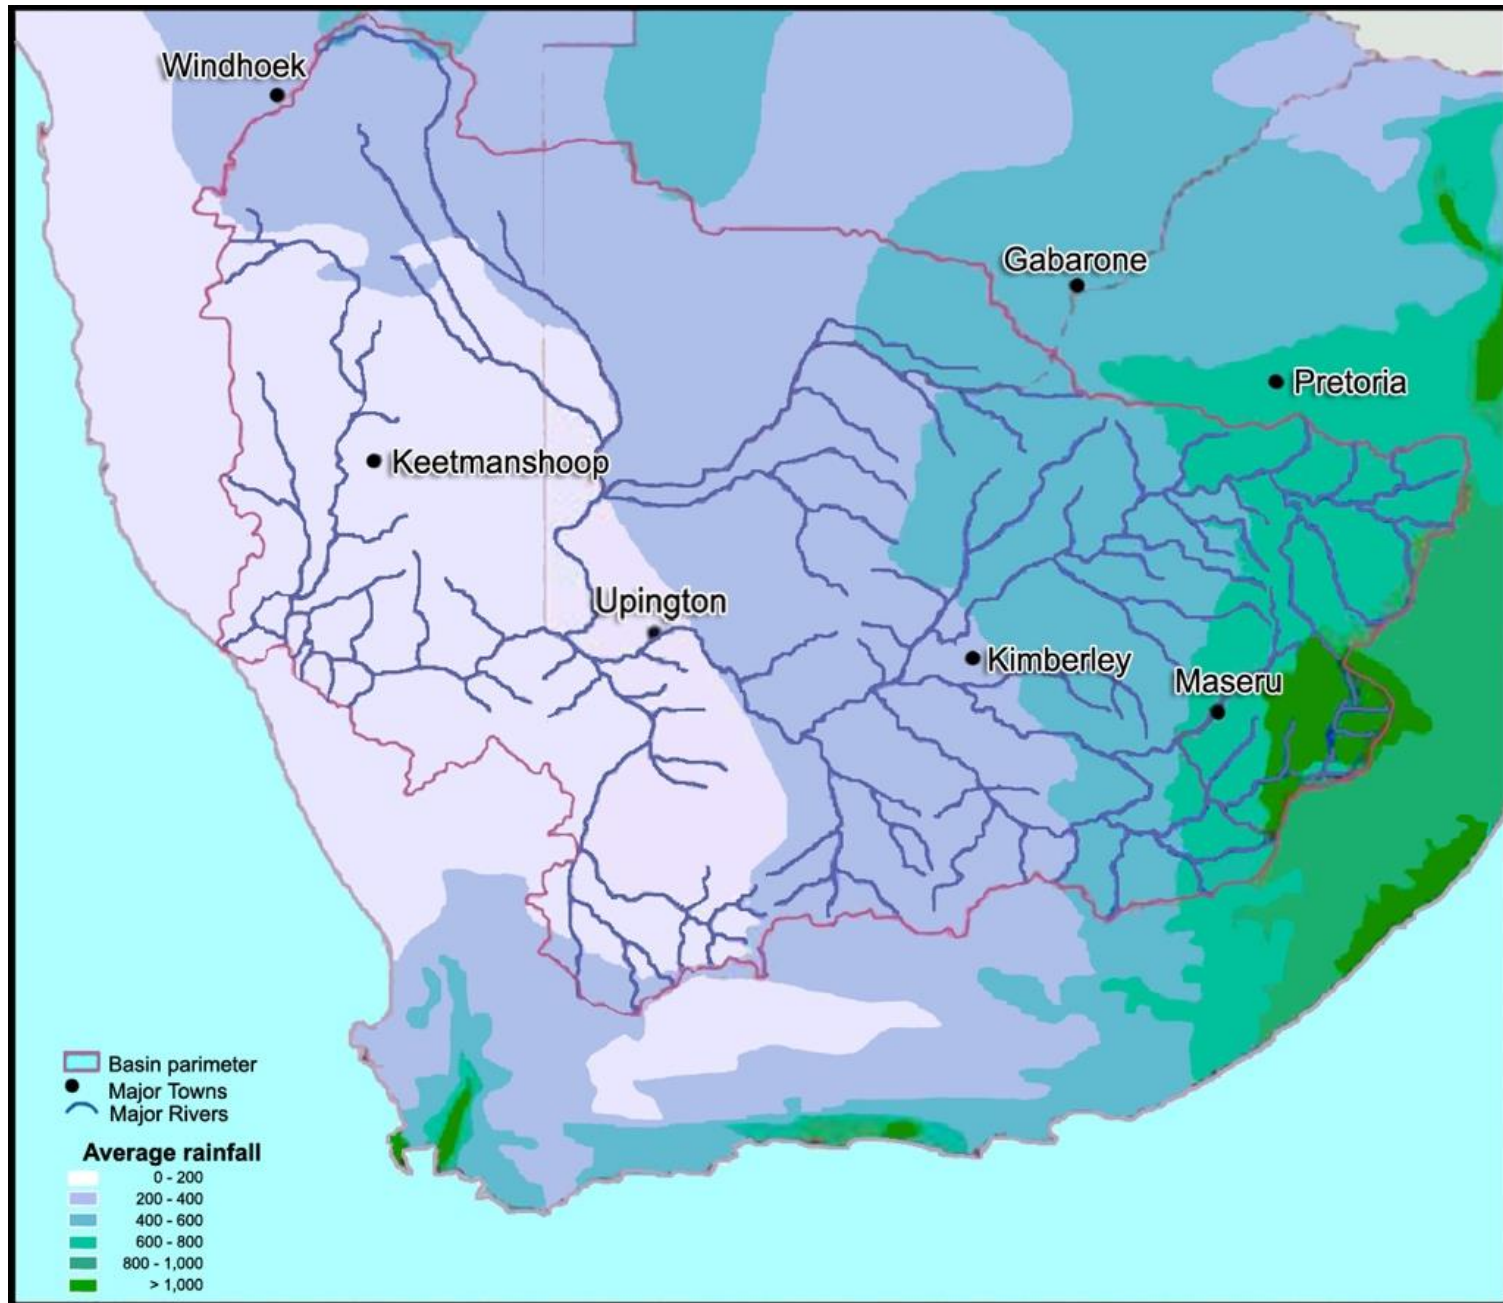 Windhoek
Gabarone
Pretoria
Keetmanshoop
Upington
Kimberley
Maseru
Basin parimeter
Major Towns
Major Rivers
Average rainfall
0 - 200
200 - 400
400 - 600
600 - 800
800 - 1,000
> 1,000